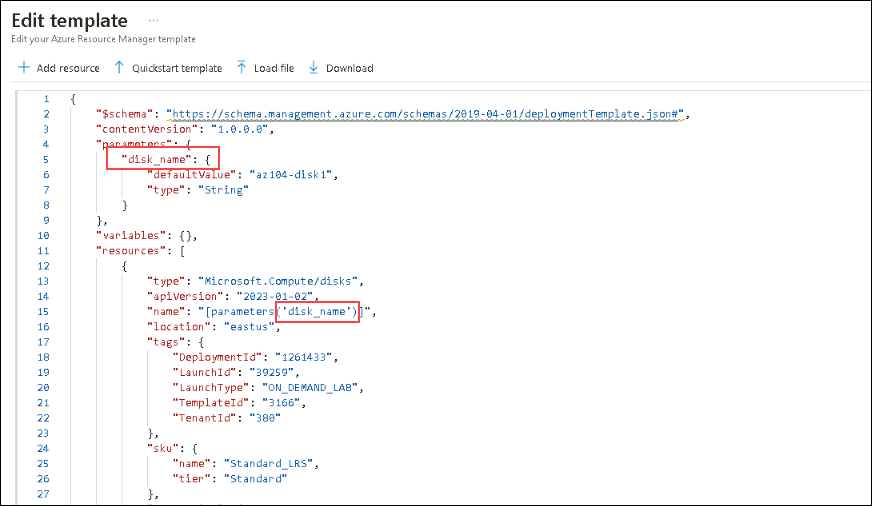 Edit template ...
Edit your Azure Resource Manager template
Add resource Quickstart template Load file Download
1 {
2 "$schema": "https://schema.management.azure.com/schemas/2019-04-01/deploymentTemplate.json#",
3 "contentVersion": "1.0.0.0",
4 "parameters": {
5 "disk_name": {
6 "defaultValue": "az104-disk1",
7 "type": "String"
8 }
9 },
10 "variables": {},
11 "resources": [
12 {
13 "type": "Microsoft.Compute/disks",
14 "apiVersion": "2023-01-02",
15 "name": "[parameters('disk_name')]",
16 "location": "eastus",
17 "tags": {
18 "DeploymentId": "1261433",
19 "LaunchId": "39259",
20 "LaunchType": "ON_DEMAND_LAB",
21 "TemplateId": "3166",
22 "TenantId": "380"
23 },
24 "sku": {
25 "name": "Standard_LRS",
26 "tier": "Standard"
27 },